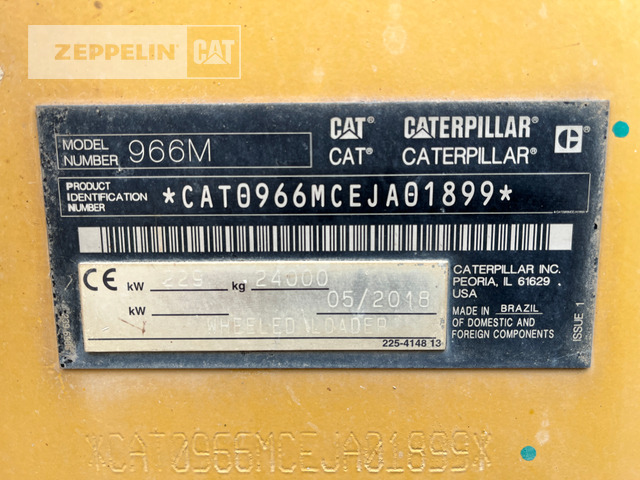 ZEPPELIN CAT
MODEL NUMBER 966M
CAT CATERPILLAR
CAT® CATERPILLAR® C
PRODUCT IDENTIFICATION NUMBER *CAT0966MCEJA01899*
CE kW 229 kg 24000
kW 05/2018
WHEELED LOADER
225-4148 13
CATERPILLAR INC.
PEORIA, IL 61629
USA
MADE IN BRAZIL
OF DOMESTIC AND
FOREIGN COMPONENTS
ISSUE 1
*CAT0966MCEJA01899*